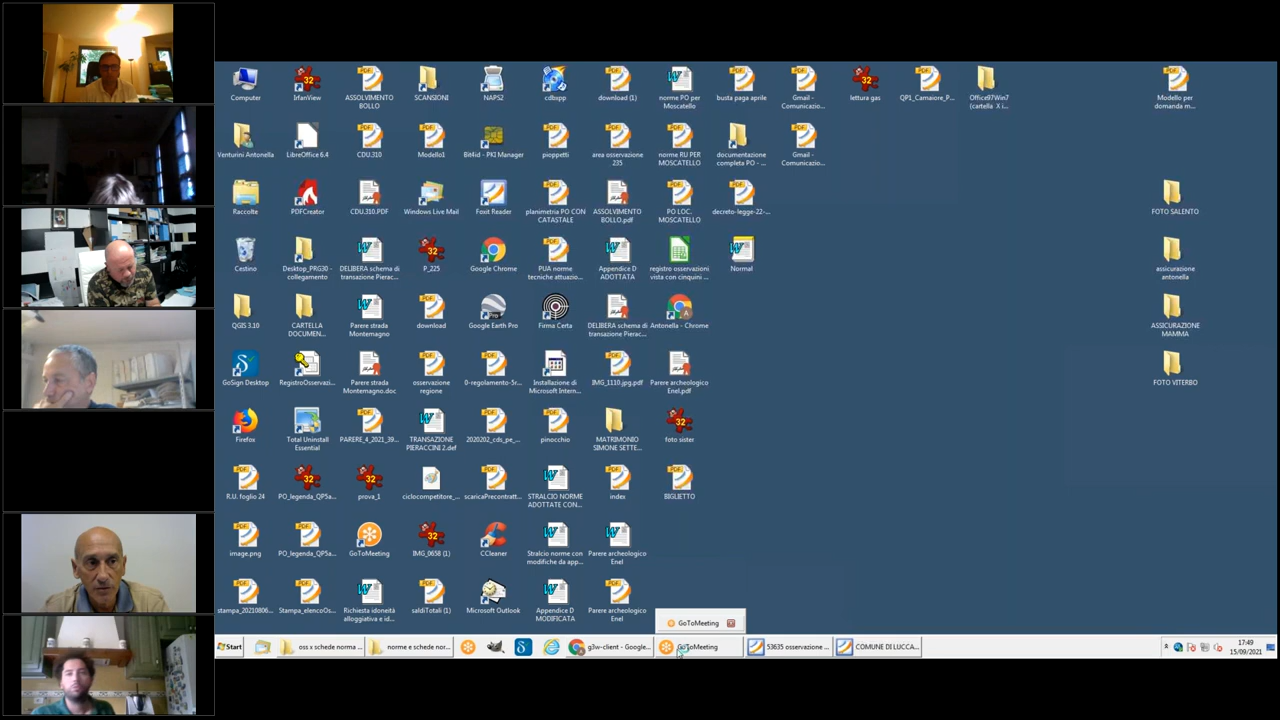 Computer
IrfanView
ASSOLVIMENTO
BOLLO
SCANSIONI
NAPS2
cdbxpp
download (1)
norme PO per
Moscatello
busta paga aprile
Gmail -
Comunicazio...
lettura gas
QP1_Camaiore_P...
Office97Win7
(cartella X i...
Modello per
domanda m...
Venturini Antonella
LibreOffice 6.4
CDU.310
Modello1
Bit4id - PKI Manager
pioppetti
area osservazione
235
norme RU PER
MOSCATELLO
documentazione
completa PO - ...
Gmail -
Comunicazio...
Raccolte
PDFCreator
CDU.310.PDF
Windows Live Mail
Foxit Reader
planimetria PO CON
CATASTALE
ASSOLVIMENTO
BOLLO.pdf
PO LOC.
MOSCATELLO
decreto-legge-22-...
FOTO SALENTO
Cestino
Desktop_PRG30 -
collegamento
DELIBERA schema di
transazione Pierac...
P_225
Google Chrome
PUA norme
tecniche attuazio...
Appendice D
ADOTTATA
registro osservazioni
vista con cinquini ...
Normal
assicurazione
antonella
QGIS 3.10
CARTELLA
DOCUMEN...
Parere strada
Montemagno
download
Google Earth Pro
Firma Certa
DELIBERA schema di
transazione Pierac...
Antonella - Chrome
ASSICURAZIONE
MAMMA
GoSign Desktop
RegistroOsservazi...
Parere strada
Montemagno.doc
osservazione
regione
0-regolamento-5r...
Installazione di
Microsoft Intern...
IMG_1110.jpg.pdf
Parere archeologico
Enel.pdf
FOTO VITERBO
Firefox
Total Uninstall
Essential
PARERE_4_2021_39...
TRANSAZIONE
PIERACCINI 2.def
2020202_cds_pe_...
pinocchio
MATRIMONIO
SIMONE SETTE...
foto sister
R.U. foglio 24
PO_legenda_QP5a...
prova_1
ciclocompetitore_...
scaricaPrecontratt...
STRALCIO NORME
ADOTTATE CON...
index
BIGLIETTO
image.png
PO_legenda_QP5a...
GoToMeeting
IMG_0658 (1)
CCleaner
Stralcio norme con
modifiche da app...
Parere archeologico
Enel
stampa_20210806...
Stampa_elencoOs...
Richiesta idoneità
alloggiativa e id...
saldiTotali (1)
Microsoft Outlook
Appendice D
MODIFICATA
Parere archeologico
Enel
GoToMeeting
Start
oss x schede norma ...
norme e schede nor...
g3w-client - Google...
GoToMeeting
53635 osservazione ...
COMUNE DI LUCCA...
17:49
15/09/2021